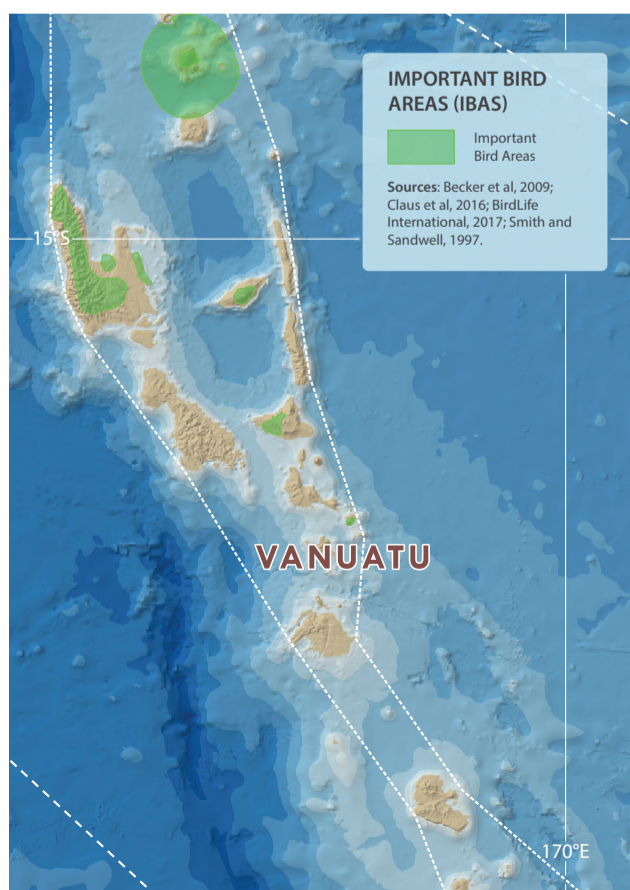 IMPORTANT BIRD
AREAS (IBAS)
Important
Bird Areas
Sources: Becker et al, 2009;
Claus et al, 2016; BirdLife
International, 2017; Smith and
Sandwell, 1997.
15°S
VANUATU
170°E